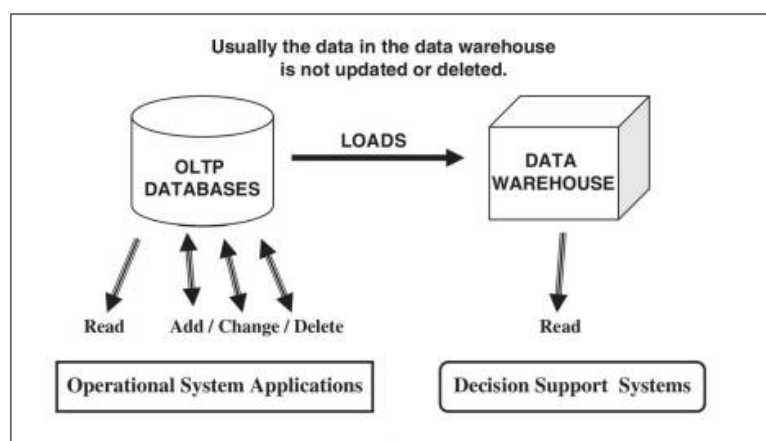 Usually the data in the data warehouse
is not updated or deleted.
LOADS
OLTP
DATABASES
DATA
WAREHOUSE
Read
Add / Change / Delete
Read
Operational System Applications
Decision Support Systems